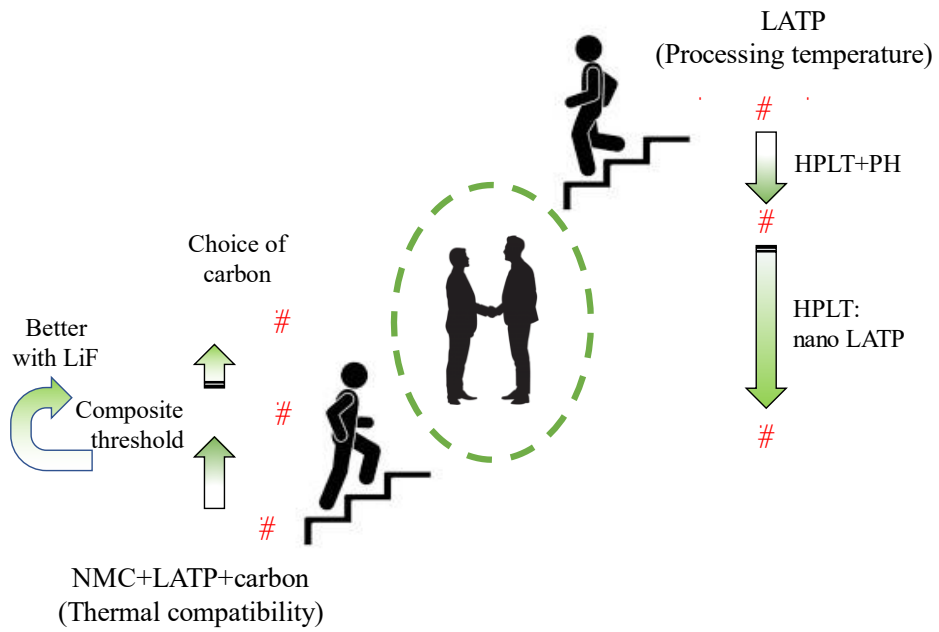 LATP
(Processing temperature)
#
HPLT+PH
#
HPLT:
nano LATP
#
Choice of
carbon
#
Better
with LiF
Composite
threshold
#
#
NMC+LATP+carbon
(Thermal compatibility)